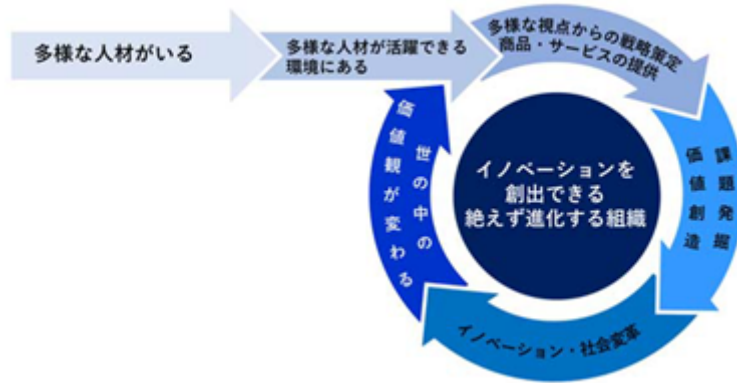 多様な人材がいる
多様な人材が活躍できる
環境にある
多様な視点からの戦略策定
商品・サービスの提供
課題発掘
価値創造
イノベーション・社会変革
世の中の
価値観が変わる
イノベーションを
創出できる
絶えず進化する組織